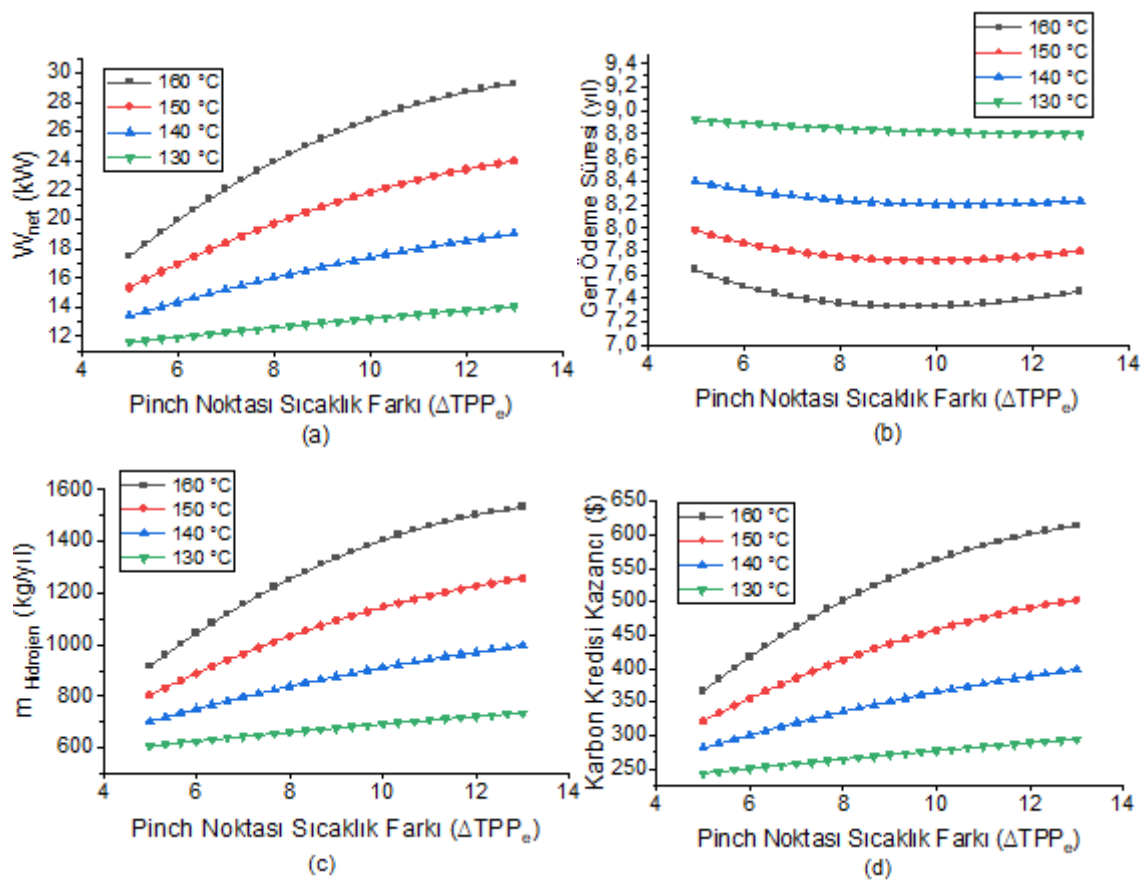 160 °C
150 °C
140 °C
130 °C
30
28
26
24
22
20
18
16
14
12
W_net (kW)
4 6 8 10 12 14
Pinch Noktası Sıcaklık Farkı (ΔTPP_e)
(a)
160 °C
150 °C
140 °C
130 °C
9,4
9,2
9,0
8,8
8,6
8,4
8,2
8,0
7,8
7,6
7,4
7,2
7,0
Geri Ödeme Süresi (yıl)
4 6 8 10 12 14
Pinch Noktası Sıcaklık Farkı (ΔTPP_e)
(b)
160 °C
150 °C
140 °C
130 °C
1600
1400
1200
1000
800
600
m_Hidrojen (kg/yıl)
4 6 8 10 12 14
Pinch Noktası Sıcaklık Farkı (ΔTPP_e)
(c)
160 °C
150 °C
140 °C
130 °C
650
600
550
500
450
400
350
300
250
Karbon Kredisi Kazancı ($)
4 6 8 10 12 14
Pinch Noktası Sıcaklık Farkı (ΔTPP_e)
(d)